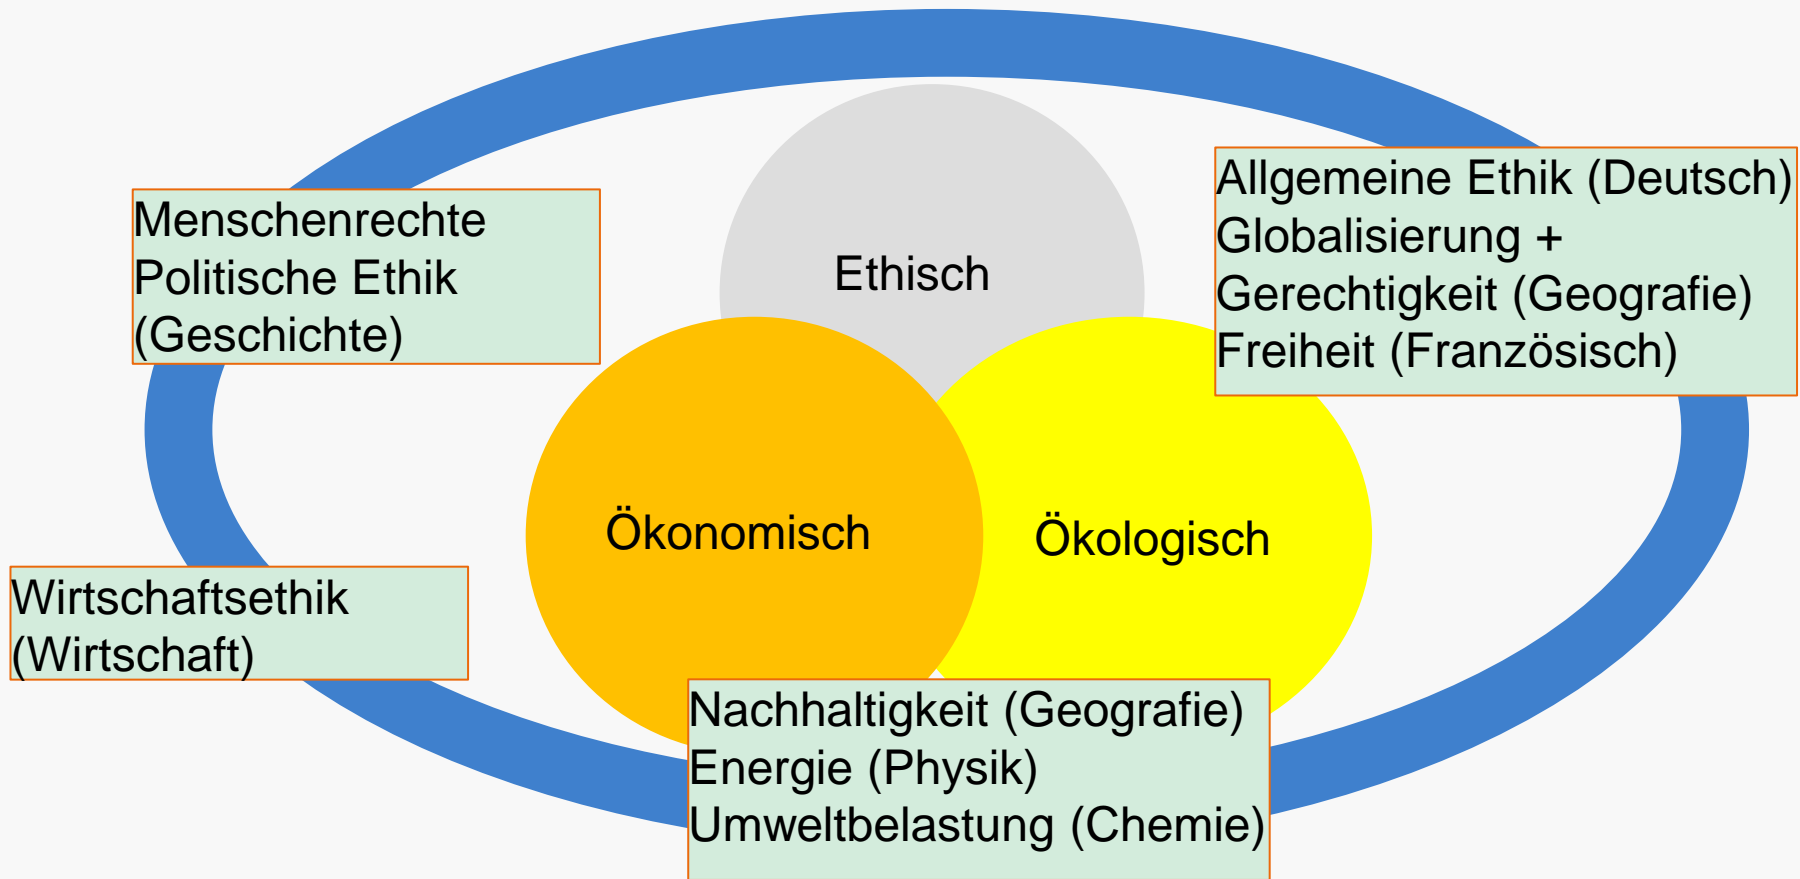 Menschenrechte
Politische Ethik
(Geschichte)
Allgemeine Ethik (Deutsch)
Globalisierung +
Gerechtigkeit (Geografie)
Freiheit (Französisch)
Ethisch
Ökonomisch
Ökologisch
Wirtschaftsethik
(Wirtschaft)
Nachhaltigkeit (Geografie)
Energie (Physik)
Umweltbelastung (Chemie)